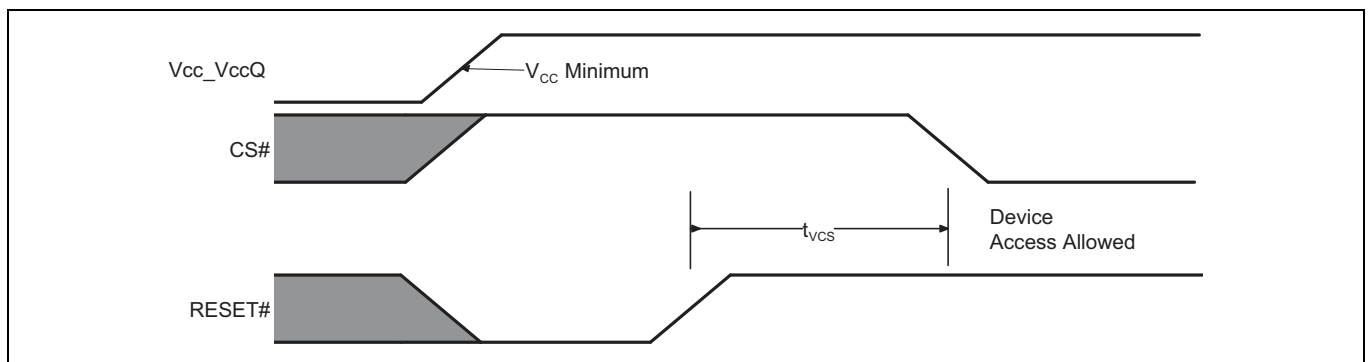 Vcc_VccQ
VCC Minimum
CS#
tVCS
Device
Access Allowed
RESET#